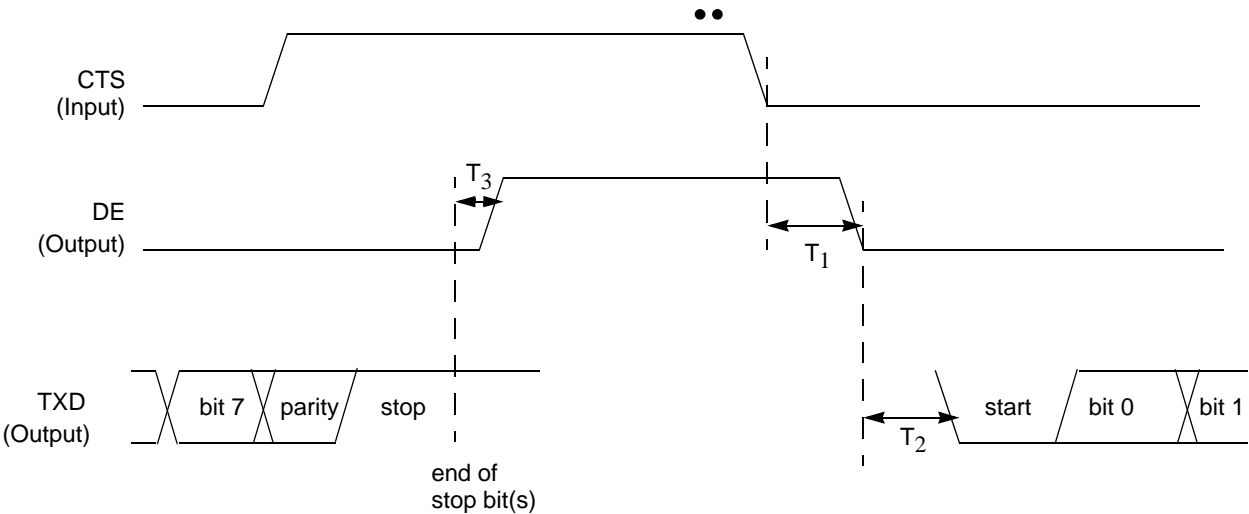 CTS
(Input)
T3
DE
(Output)
T1
TXD
(Output)
bit 7
parity
stop
T2
start
bit 0
bit 1
end of
stop bit(s)